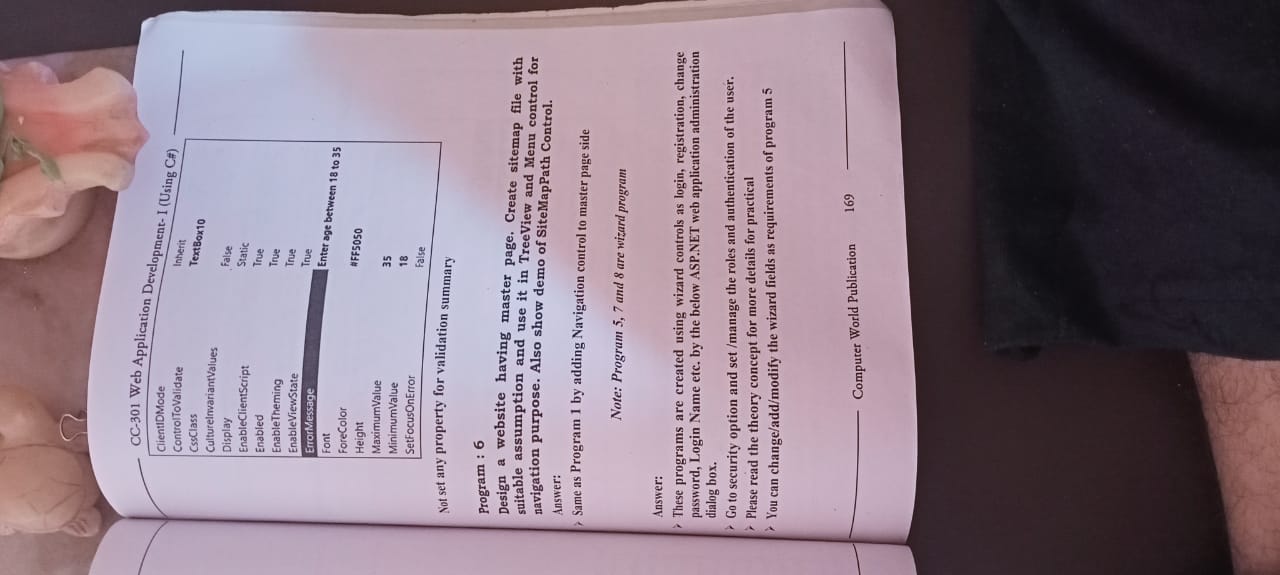 CC-301 Web Application Development- I (Using C#)
ClientIDMode Inherit
ControlToValidate TextBox10
CssClass
CultureInvariantValues False
Display Static
EnableClientScript True
Enabled True
EnableTheming True
EnableViewState True
ErrorMessage Enter age between 18 to 35
Font
ForeColor #FF5050
Height
MaximumValue 35
MinimumValue 18
SetFocusOnError False
Not set any property for validation summary
Program : 6
Design a website having master page. Create sitemap file with
suitable assumption and use it in TreeView and Menu control for
navigation purpose. Also show demo of SiteMapPath Control.
Answer:
➢ Same as Program 1 by adding Navigation control to master page side
Note: Program 5, 7 and 8 are wizard program
Answer:
➢ These programs are created using wizard controls as login, registration, change
password, Login Name etc. by the below ASP.NET web application administration
dialog box.
➢ Go to security option and set /manage the roles and authentication of the user.
➢ Please read the theory concept for more details for practical
➢ You can change/add/modify the wizard fields as requirements of program 5
Computer World Publication 169